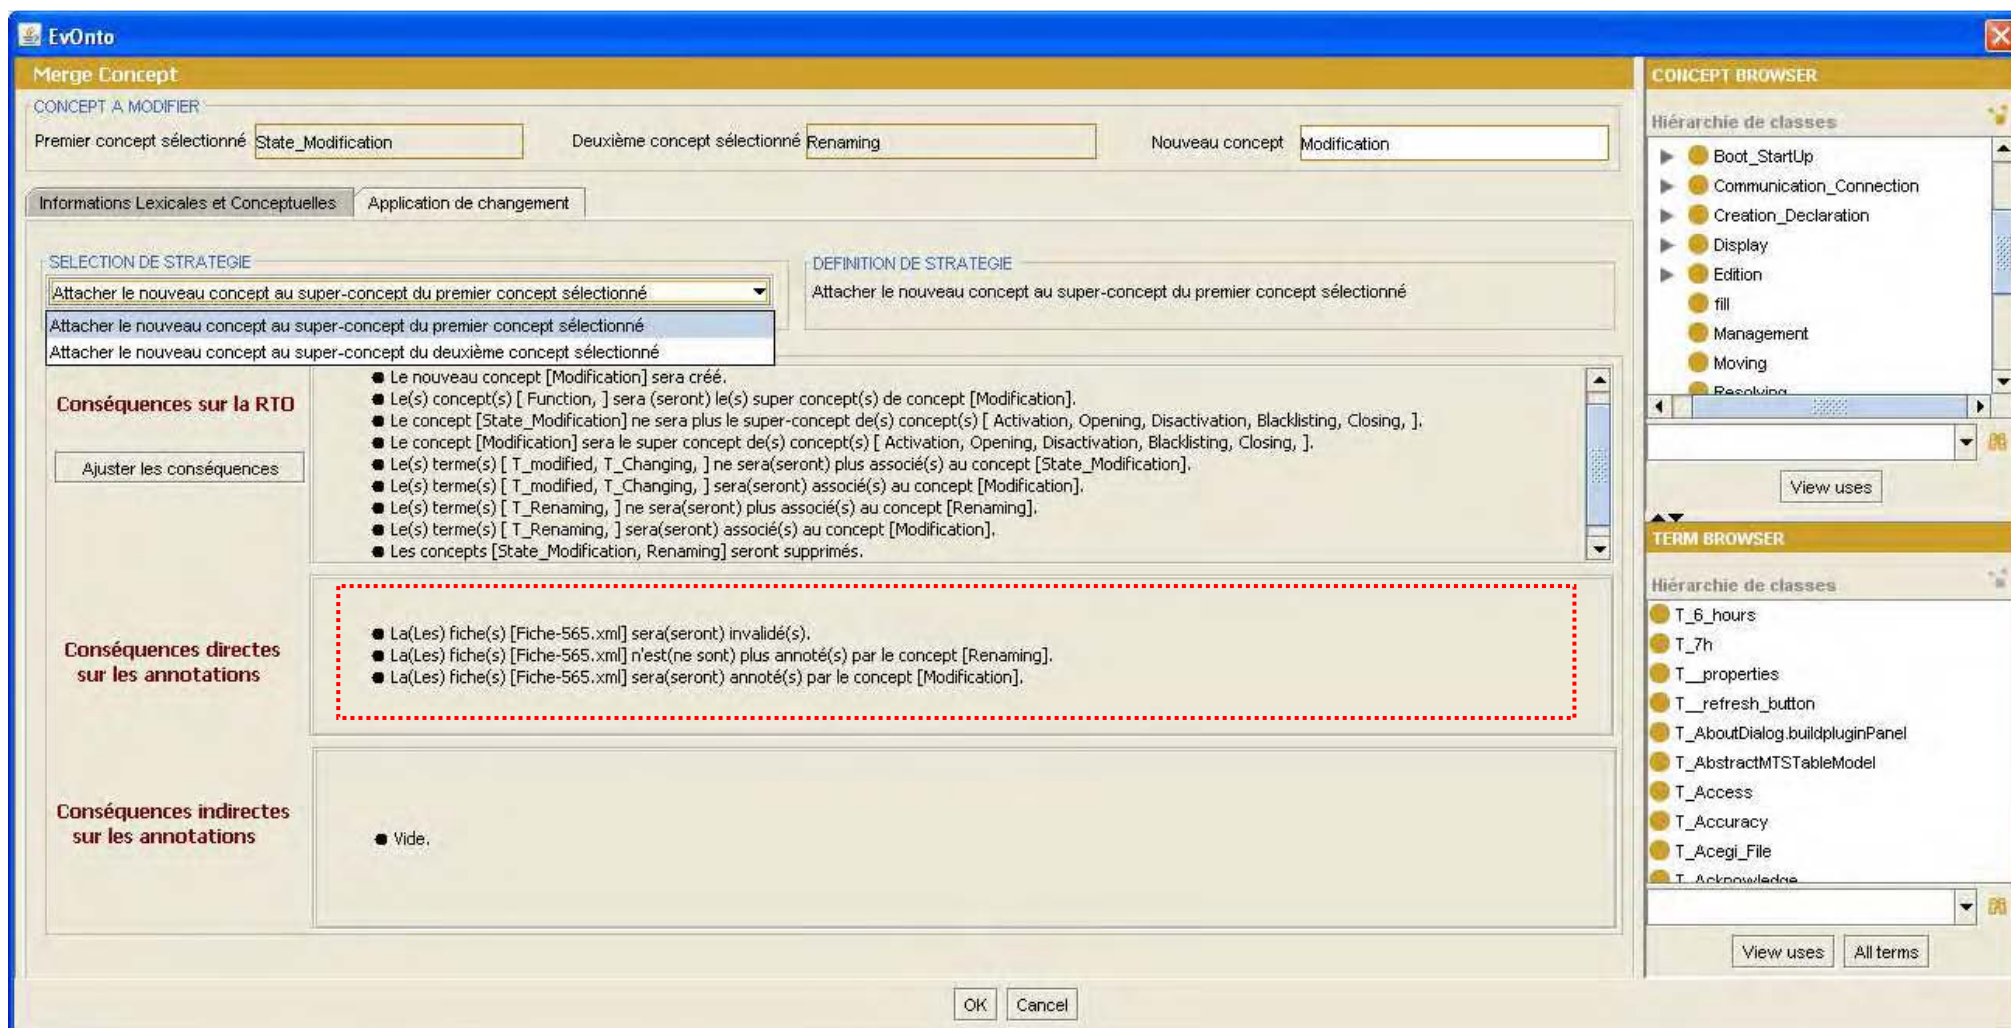 EvOnto
Merge Concept
CONCEPT A MODIFIER
Premier concept sélectionné State_Modification Deuxième concept sélectionné Renaming Nouveau concept Modification
Informations Lexicales et Conceptuelles Application de changement
SELECTION DE STRATEGIE
Attacher le nouveau concept au super-concept du premier concept sélectionné
Attacher le nouveau concept au super-concept du premier concept sélectionné
Attacher le nouveau concept au super-concept du deuxième concept sélectionné
DEFINITION DE STRATEGIE
Attacher le nouveau concept au super-concept du premier concept sélectionné
Conséquences sur la RTO
Ajuster les conséquences
Le nouveau concept [Modification] sera créé.
Le(s) concept(s) [ Function, ] sera (seront) le(s) super concept(s) de concept [Modification].
Le concept [State_Modification] ne sera plus le super-concept de(s) concept(s) [ Activation, Opening, Disactivation, Blacklisting, Closing, ].
Le concept [Modification] sera le super concept de(s) concept(s) [ Activation, Opening, Disactivation, Blacklisting, Closing, ].
Le(s) terme(s) [ T_modified, T_Changing, ] ne sera(seront) plus associé(s) au concept [State_Modification].
Le(s) terme(s) [ T_modified, T_Changing, ] sera(seront) associé(s) au concept [Modification].
Le(s) terme(s) [ T_Renaming, ] ne sera(seront) plus associé(s) au concept [Renaming].
Le(s) terme(s) [ T_Renaming, ] sera(seront) associé(s) au concept [Modification].
Les concepts [State_Modification, Renaming] seront supprimés.
Conséquences directes
sur les annotations
La(Les) fiche(s) [Fiche-565.xml] sera(seront) invalidé(s).
La(Les) fiche(s) [Fiche-565.xml] n'est(ne sont) plus annoté(s) par le concept [Renaming].
La(Les) fiche(s) [Fiche-565.xml] sera(seront) annoté(s) par le concept [Modification].
Conséquences indirectes
sur les annotations
Vide.
OK Cancel
CONCEPT BROWSER
Hiérarchie de classes
Boot_StartUp
Communication_Connection
Creation_Declaration
Display
Edition
fill
Management
Moving
Resolving
View uses
TERM BROWSER
Hiérarchie de classes
T_6_hours
T_7h
T__properties
T__refresh_button
T_AboutDialog.buildpluginPanel
T_AbstractMTSTableModel
T_Access
T_Accuracy
T_Acegi_File
T_Acknowledge
View uses All terms